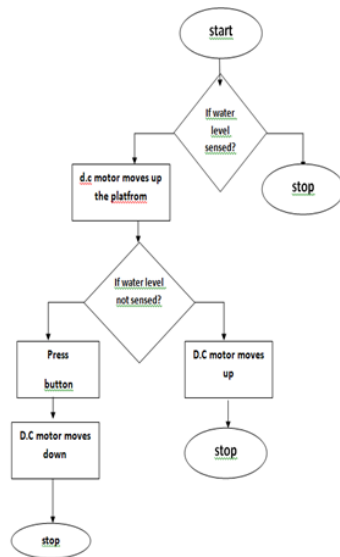 start
If water
level
sensed?
d.c motor moves up
the platfrom
stop
If water level
not sensed?
Press
button
D.C motor moves
up
D.C motor moves
down
stop
stop